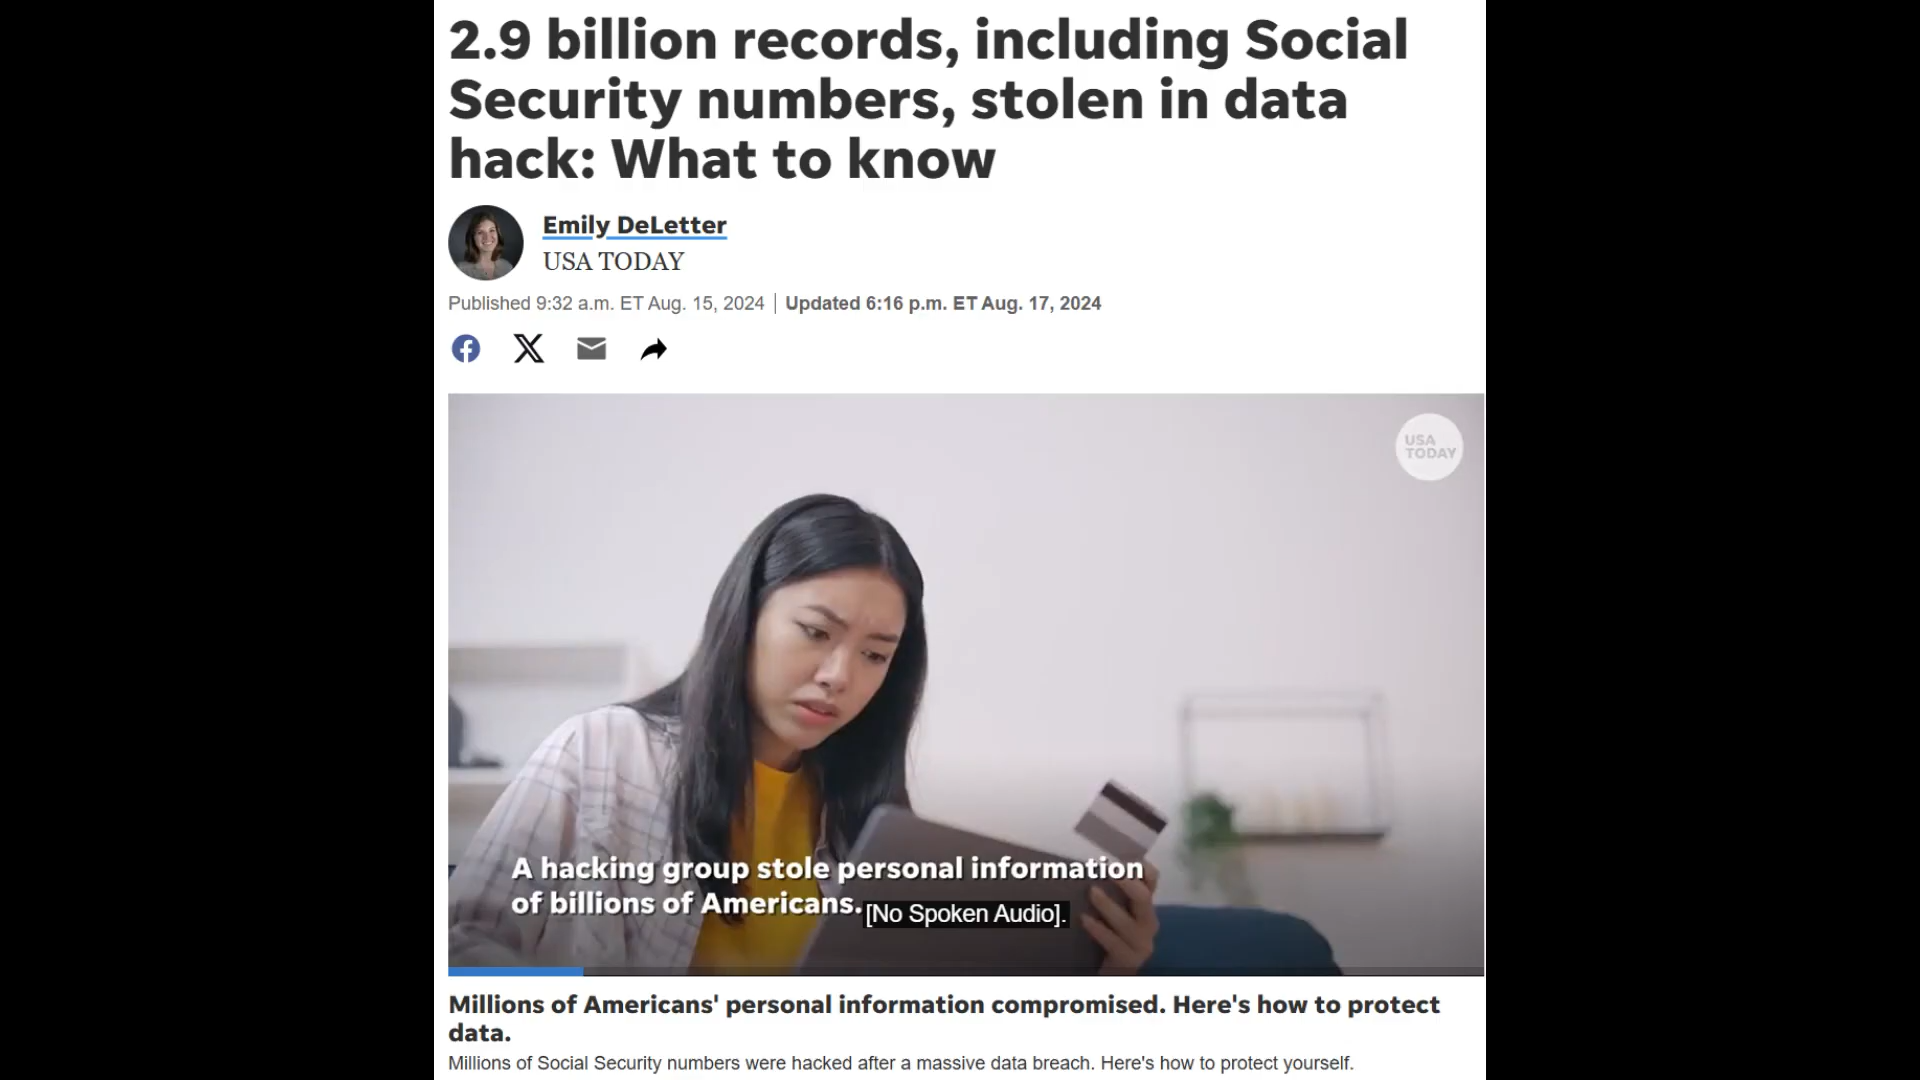 2.9 billion records, including Social
Security numbers, stolen in data
hack: What to know
Emily DeLetter
USA TODAY
Published 9:32 a.m. ET Aug. 15, 2024 | Updated 6:16 p.m. ET Aug. 17, 2024
USA
TODAY
A hacking group stole personal information
of billions of Americans.
[No Spoken Audio].
Millions of Americans' personal information compromised. Here's how to protect
data.
Millions of Social Security numbers were hacked after a massive data breach. Here's how to protect yourself.